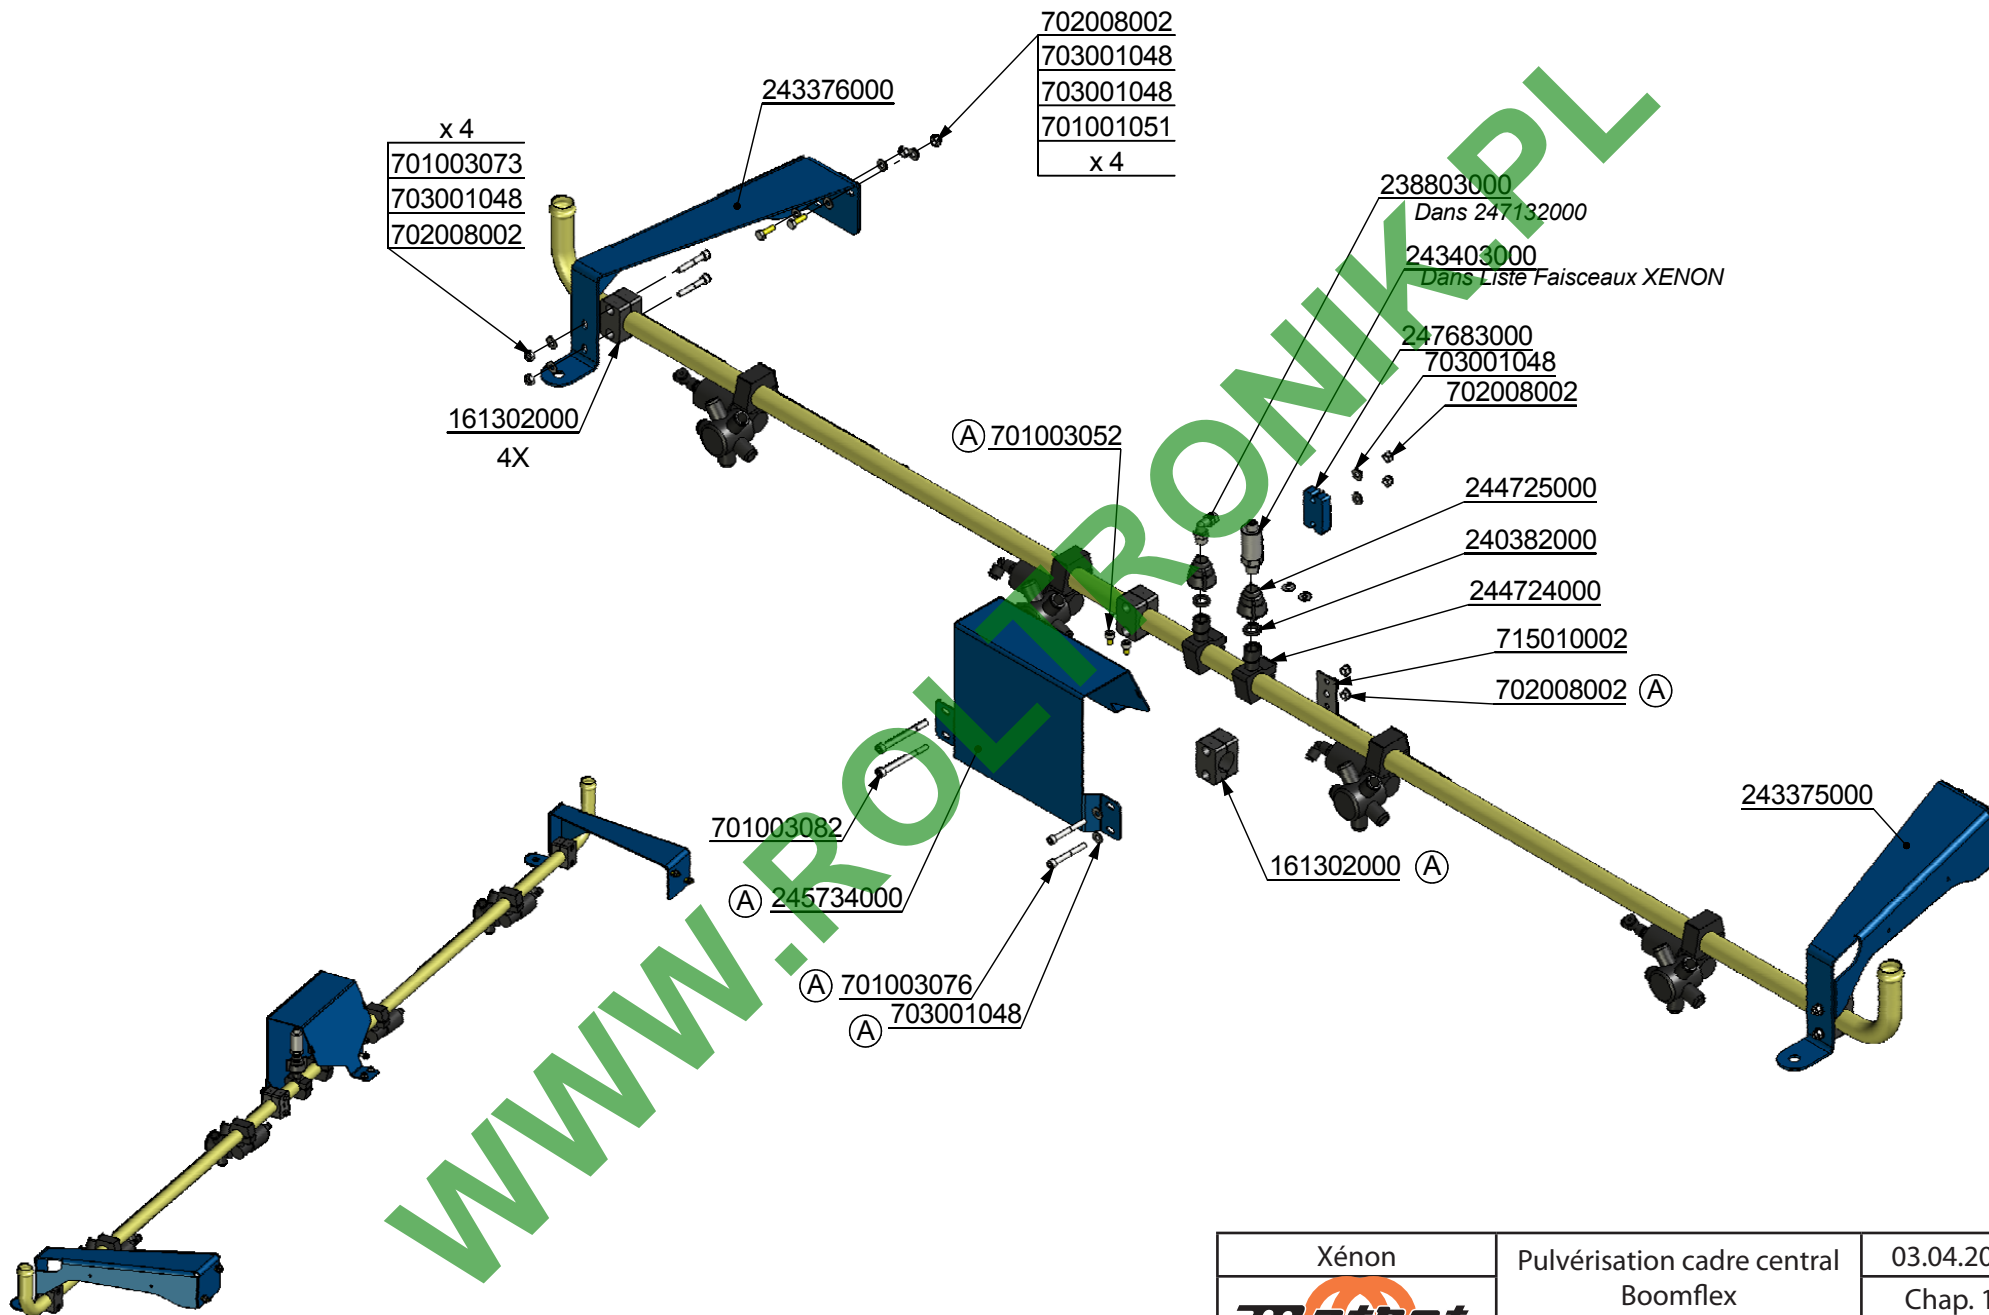 702008002
703001048
703001048
701001051
x 4
243376000
x 4
701003073
703001048
702008002
238803000
Dans 247132000
243403000
Dans Liste Faisceaux XENON
247683000
703001048
702008002
161302000
4X
A 701003052
244725000
240382000
244724000
715010002
702008002 A
243375000
701003082
161302000 A
A 245734000
A 701003076
A 703001048
WWW.ROLTRONIK.PL
Xénon
Pulvérisation cadre central
Boomflex
03.04.20
Chap. 1